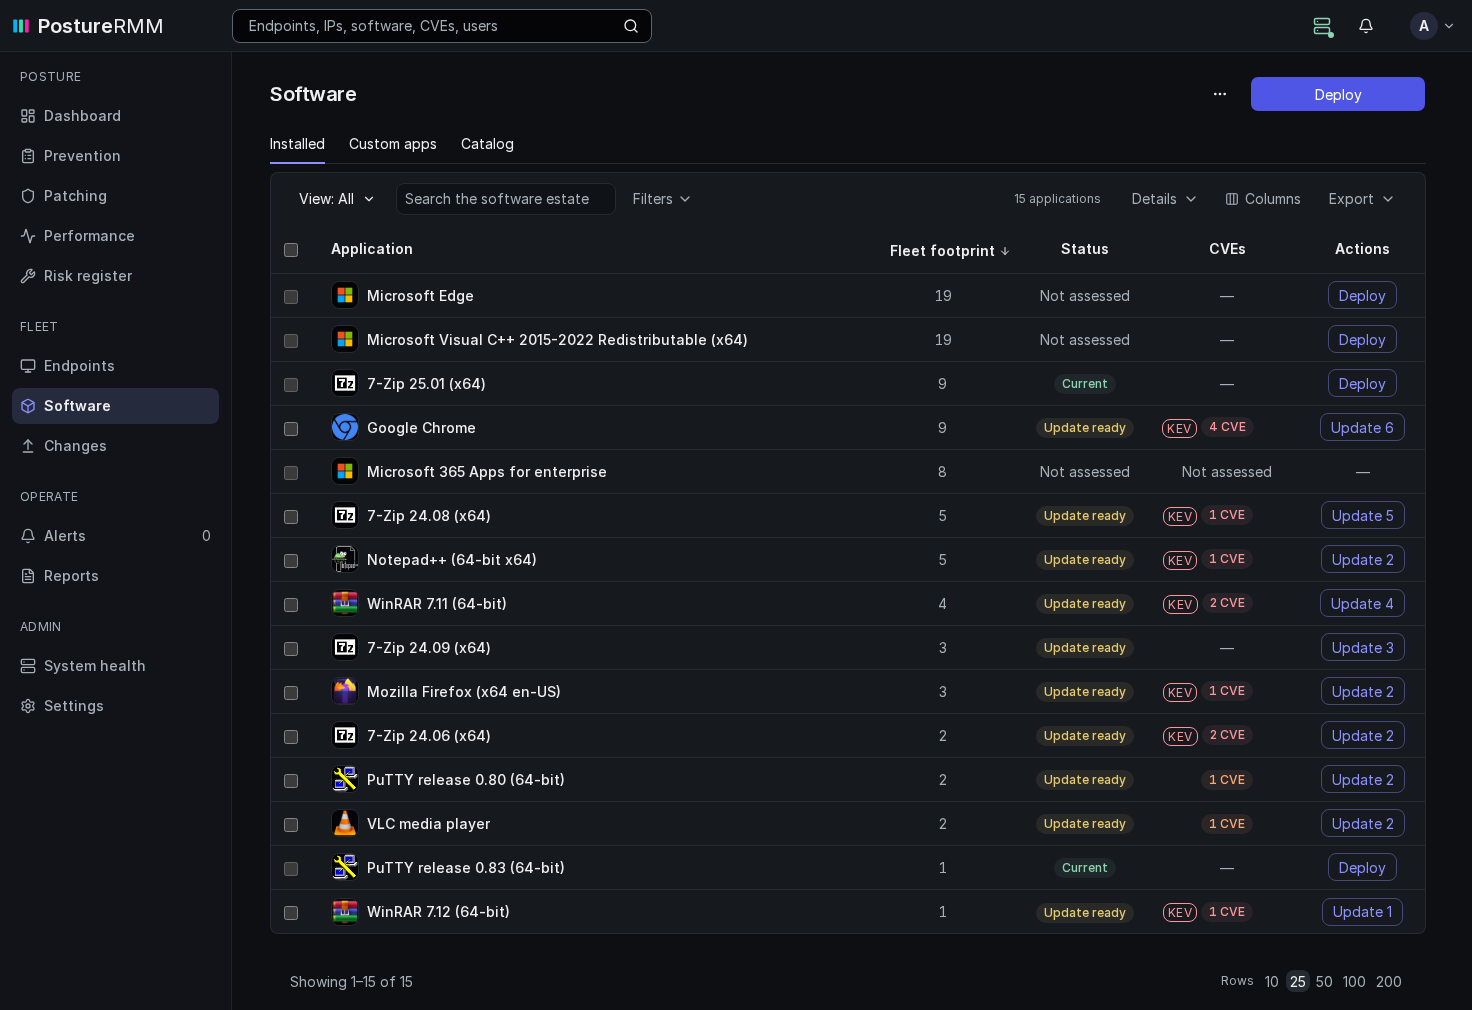 PostureRMM
Endpoints, IPs, software, CVEs, users
A
POSTURE
Dashboard
Prevention
Patching
Performance
Risk register
FLEET
Endpoints
Software
Changes
OPERATE
Alerts 0
Reports
ADMIN
System health
Settings
Software
Deploy
Installed Custom apps Catalog
View: All Search the software estate Filters 15 applications Details Columns Export
Application Fleet footprint ↓ Status CVEs Actions
Microsoft Edge 19 Not assessed — Deploy
Microsoft Visual C++ 2015-2022 Redistributable (x64) 19 Not assessed — Deploy
7-Zip 25.01 (x64) 9 Current — Deploy
Google Chrome 9 Update ready KEV 4 CVE Update 6
Microsoft 365 Apps for enterprise 8 Not assessed Not assessed —
7-Zip 24.08 (x64) 5 Update ready KEV 1 CVE Update 5
Notepad++ (64-bit x64) 5 Update ready KEV 1 CVE Update 2
WinRAR 7.11 (64-bit) 4 Update ready KEV 2 CVE Update 4
7-Zip 24.09 (x64) 3 Update ready — Update 3
Mozilla Firefox (x64 en-US) 3 Update ready KEV 1 CVE Update 2
7-Zip 24.06 (x64) 2 Update ready KEV 2 CVE Update 2
PuTTY release 0.80 (64-bit) 2 Update ready 1 CVE Update 2
VLC media player 2 Update ready 1 CVE Update 2
PuTTY release 0.83 (64-bit) 1 Current — Deploy
WinRAR 7.12 (64-bit) 1 Update ready KEV 1 CVE Update 1
Showing 1–15 of 15 Rows 10 25 50 100 200